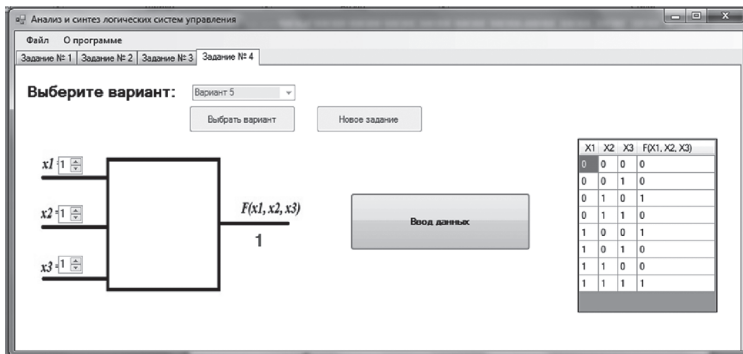 Анализ и синтез логических систем управления
Файл О программе
Задание № 1 Задание № 2 Задание № 3 Задание № 4
Выберите вариант: Вариант 5
Выбрать вариант Новое задание
x1 = 1
x2 = 1
x3 = 1
F(x1, x2, x3)
1
Ввод данных
X1 X2 X3 F(X1, X2, X3)
0 0 0 0
0 0 1 0
0 1 0 1
0 1 1 0
1 0 0 1
1 0 1 0
1 1 0 0
1 1 1 1